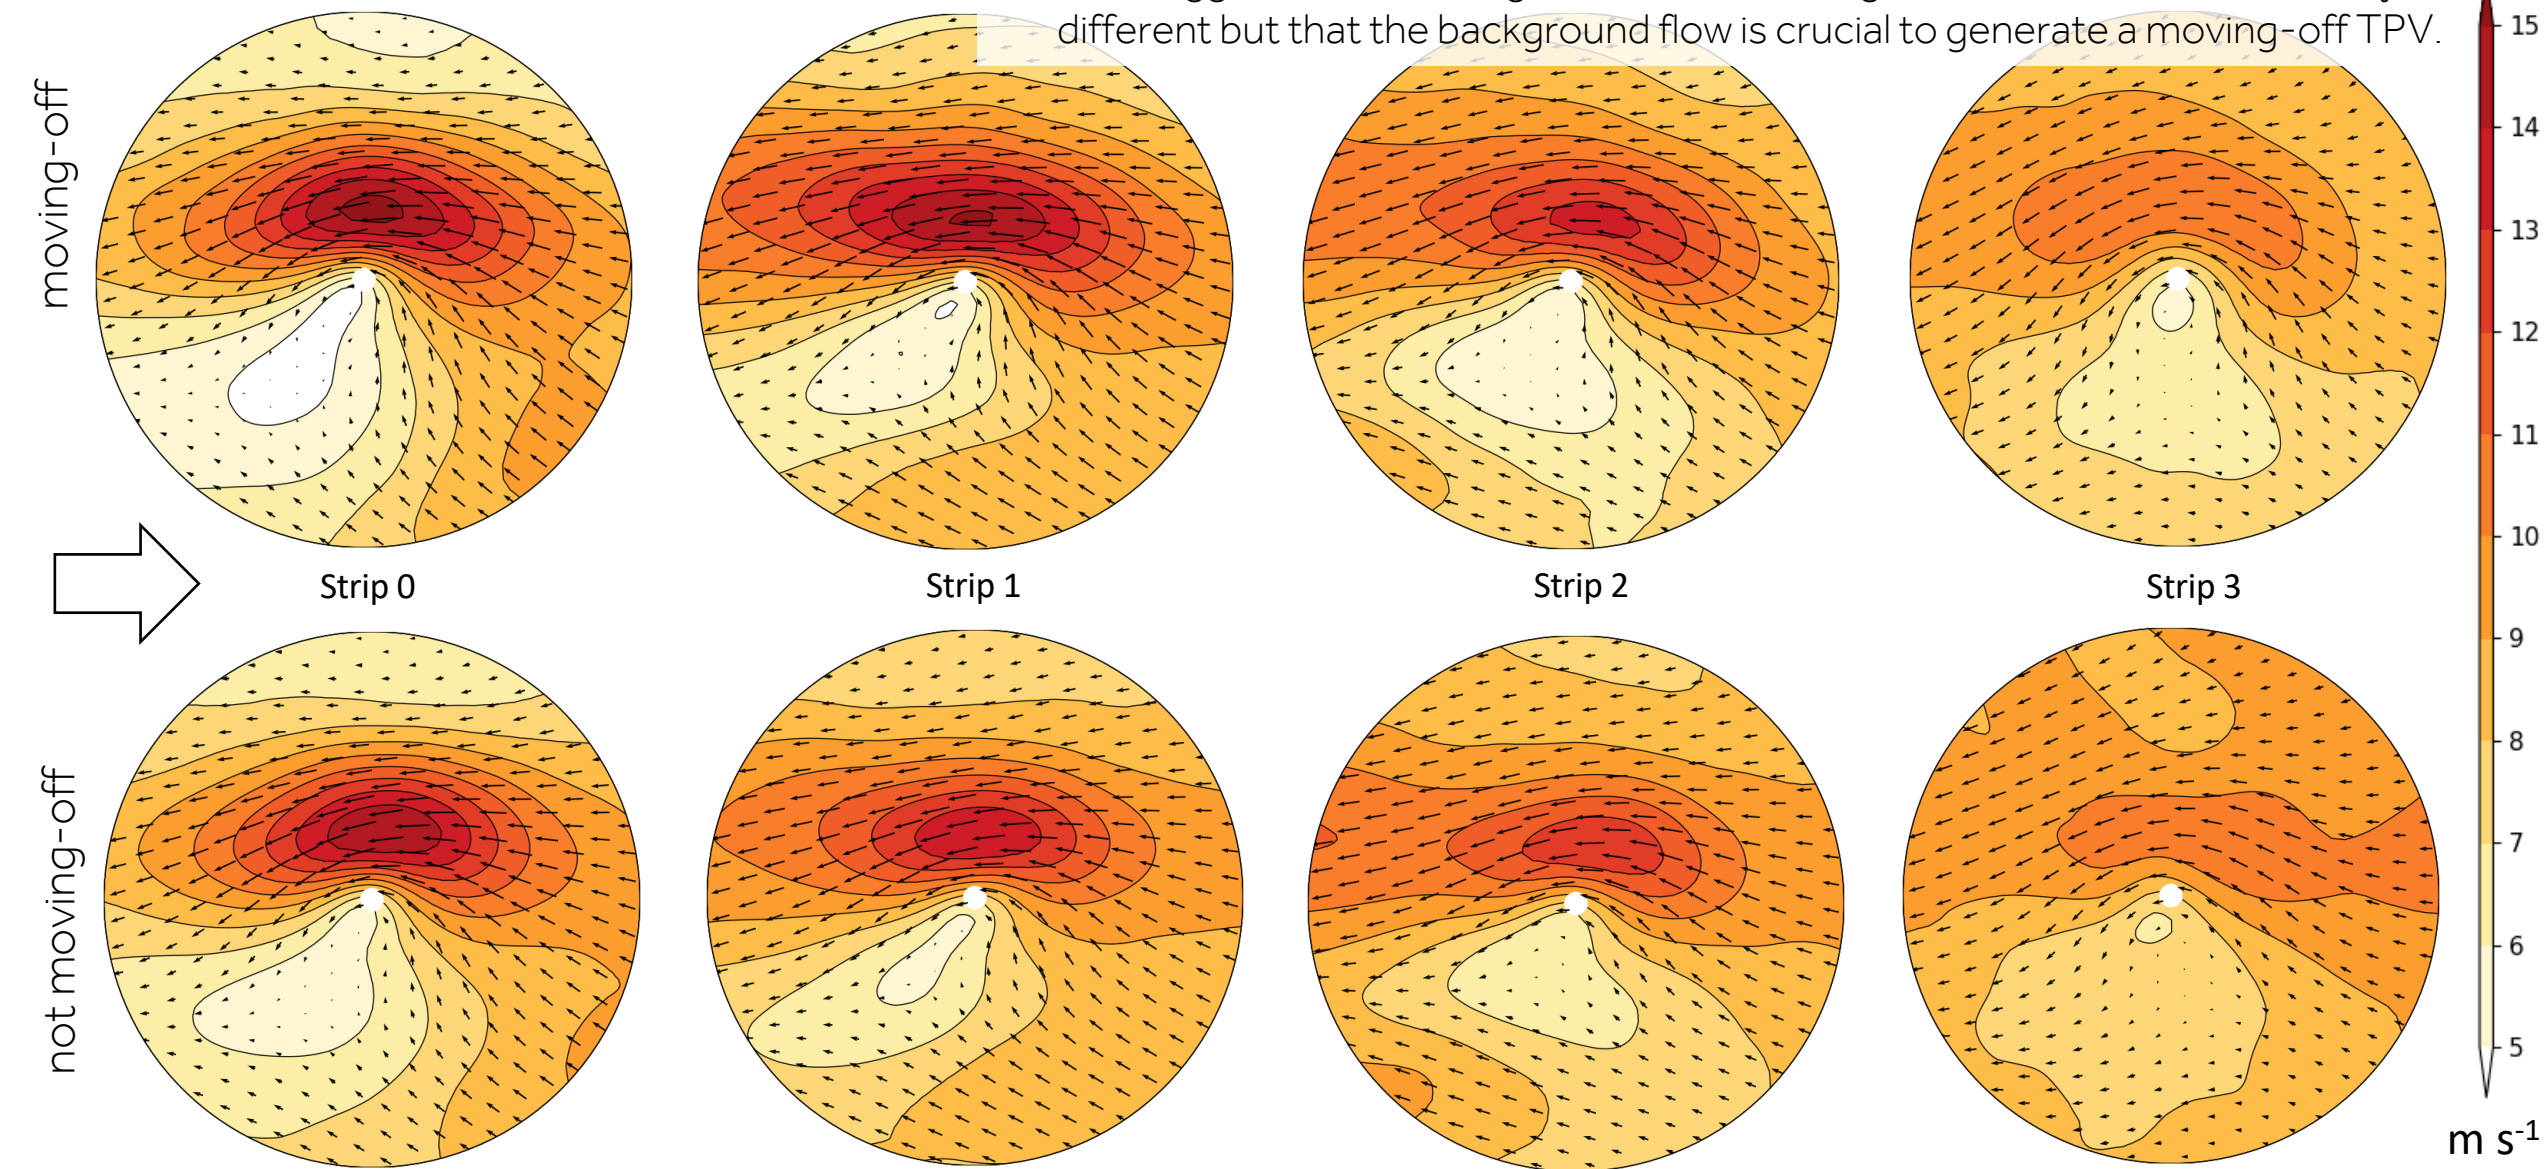 different but that the background flow is crucial to generate a moving-off TPV.
moving-off
Strip 0
Strip 1
Strip 2
Strip 3
not moving-off
15
14
13
12
11
10
9
8
7
6
5
m s-1